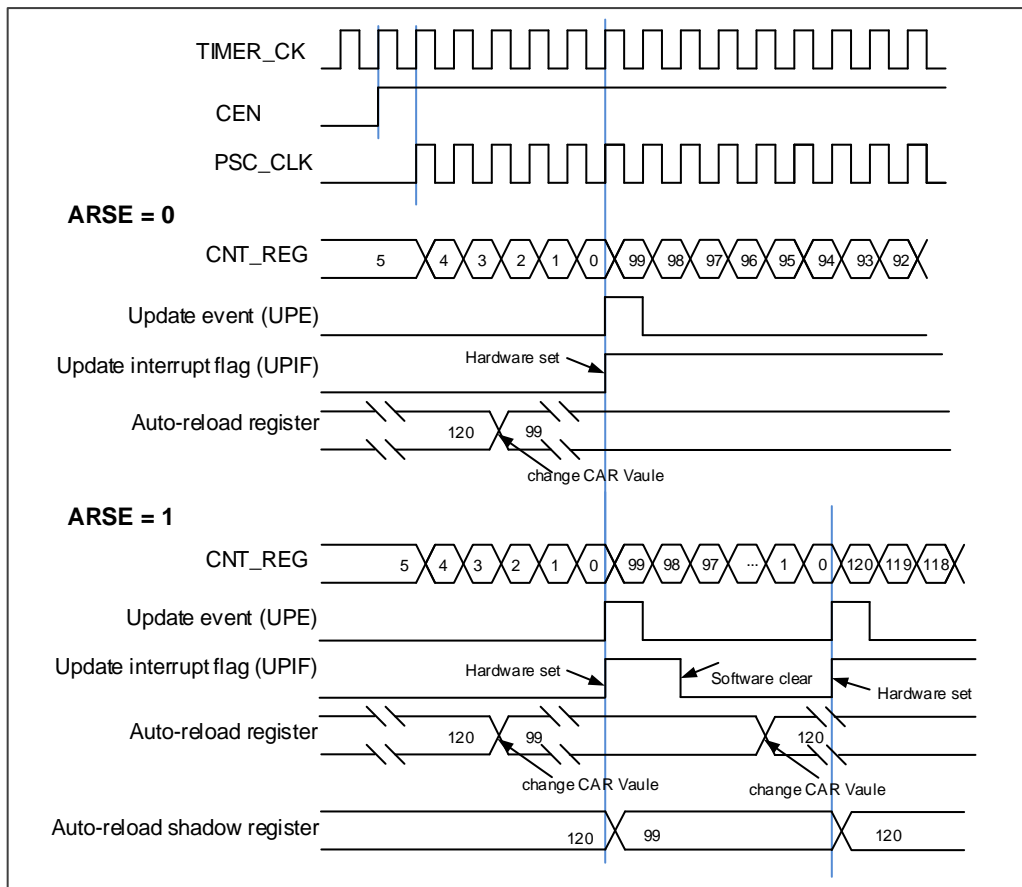 TIMER_CK
CEN
PSC_CLK
ARSE = 0
CNT_REG 5 4 3 2 1 0 99 98 97 96 95 94 93 92
Update event (UPE)
Hardware set
Update interrupt flag (UPIF)
Auto-reload register 120 99
change CAR Vaule
ARSE = 1
CNT_REG 5 4 3 2 1 0 99 98 97 ... 1 0 120 119 118
Update event (UPE)
Update interrupt flag (UPIF) Hardware set Software clear Hardware set
Auto-reload register 120 99 120
change CAR Vaule change CAR Vaule
Auto-reload shadow register 120 99 120